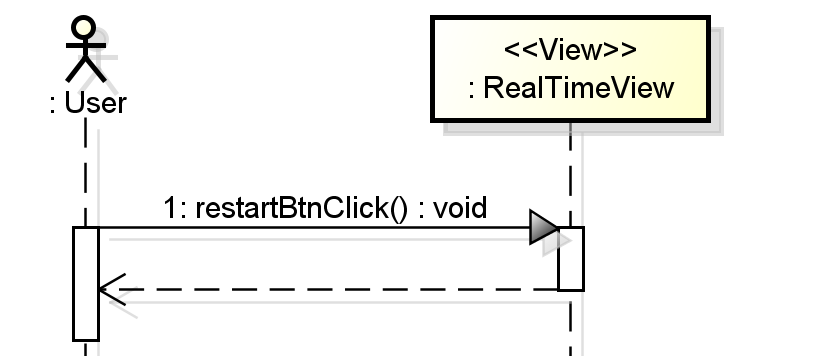 <<View>>
: RealTimeView
: User
1: restartBtnClick() : void